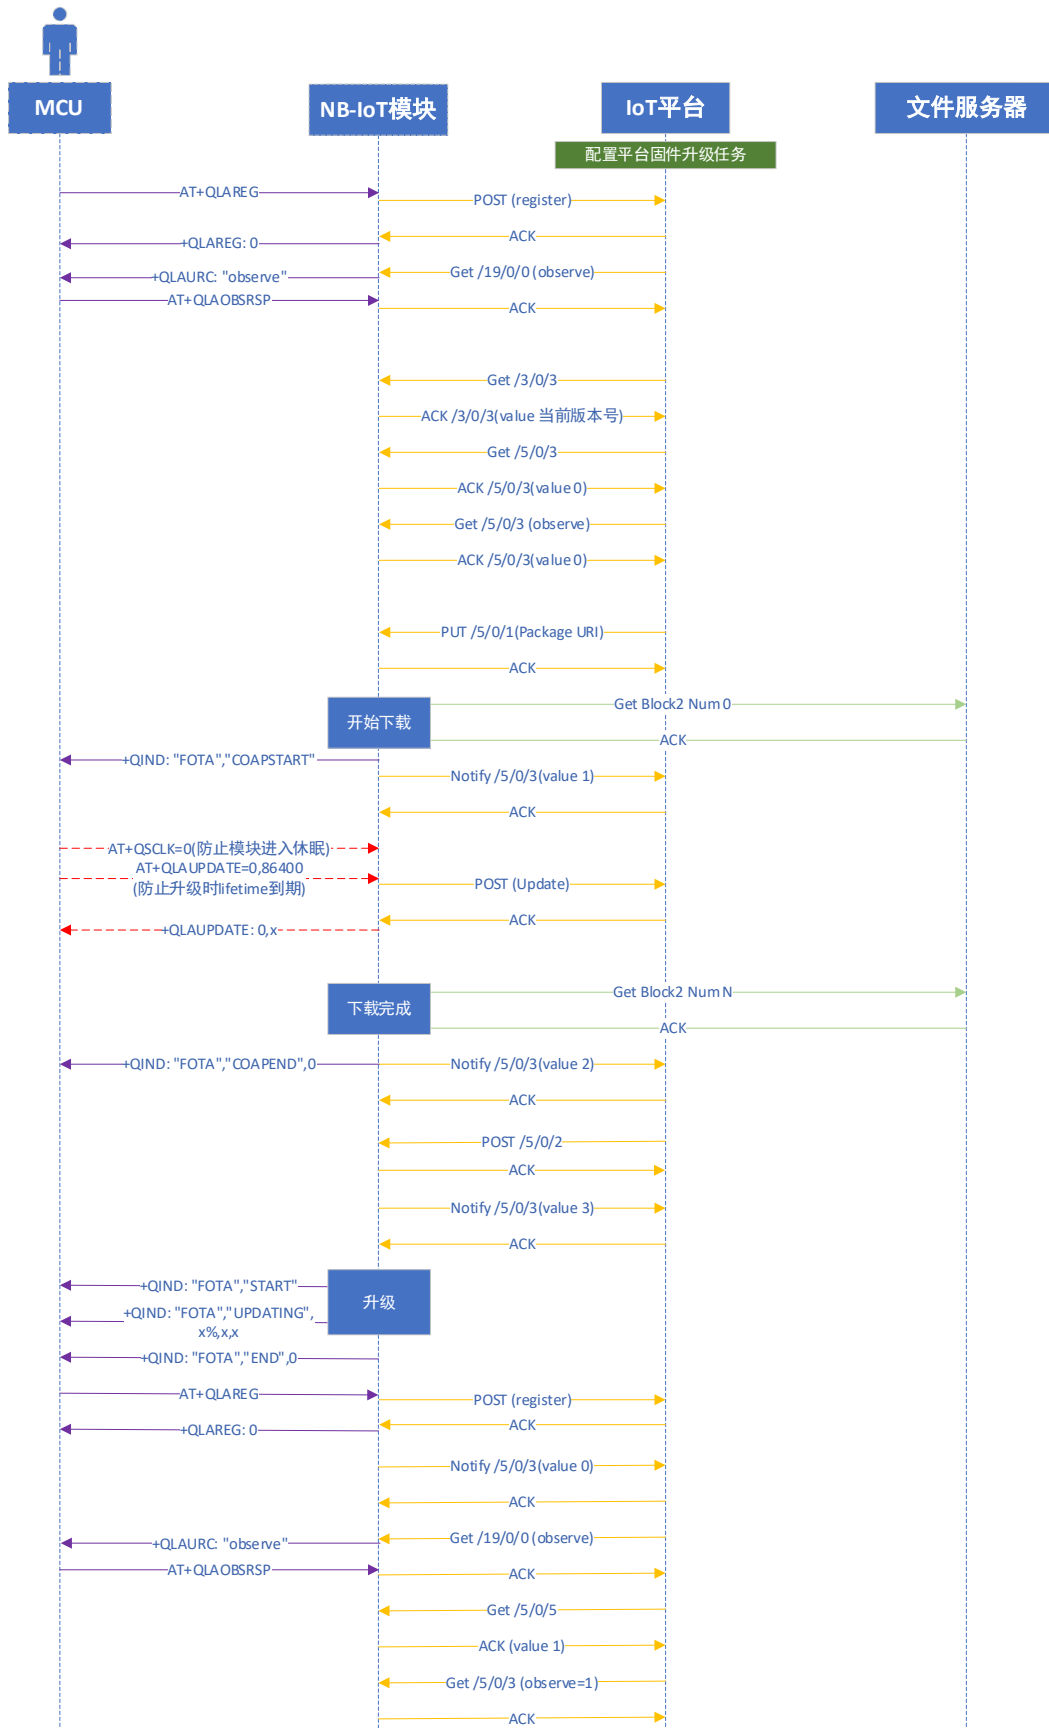 MCU
NB-IoT模块
IoT平台
文件服务器
配置平台固件升级任务
AT+QLAREG
POST (register)
ACK
+QLAREG: 0
Get /19/0/0 (observe)
+QLAURC: "observe"
AT+QLAOBSRSP
ACK
Get /3/0/3
ACK /3/0/3(value 当前版本号)
Get /5/0/3
ACK /5/0/3(value 0)
Get /5/0/3 (observe)
ACK /5/0/3(value 0)
PUT /5/0/1(Package URI)
ACK
开始下载
Get Block2 Num 0
ACK
+QIND: "FOTA","COAPSTART"
Notify /5/0/3(value 1)
ACK
AT+QSCLK=0(防止模块进入休眠)
AT+QLAUPDATE=0,86400
(防止升级时lifetime到期)
POST (Update)
ACK
+QLAUPDATE: 0,x
下载完成
Get Block2 Num N
ACK
+QIND: "FOTA","COAPEND",0
Notify /5/0/3(value 2)
ACK
POST /5/0/2
ACK
Notify /5/0/3(value 3)
ACK
+QIND: "FOTA","START"
升级
+QIND: "FOTA","UPDATING",
x%,x,x
+QIND: "FOTA","END",0
AT+QLAREG
POST (register)
ACK
+QLAREG: 0
Notify /5/0/3(value 0)
ACK
Get /19/0/0 (observe)
+QLAURC: "observe"
AT+QLAOBSRSP
ACK
Get /5/0/5
ACK (value 1)
Get /5/0/3 (observe=1)
ACK